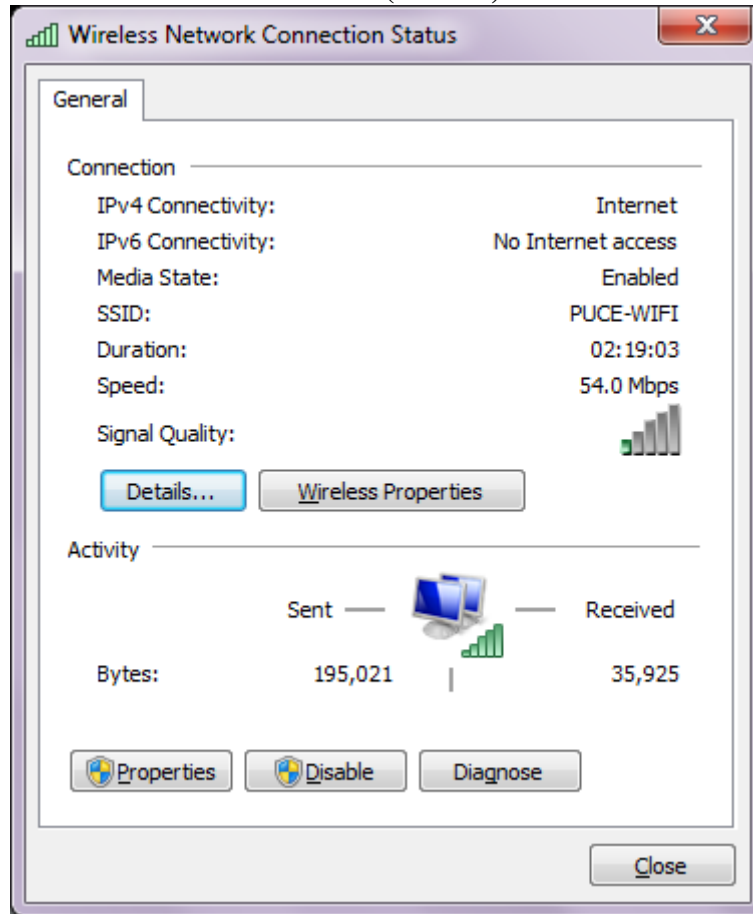 Wireless Network Connection Status
General
Connection
IPv4 Connectivity: Internet
IPv6 Connectivity: No Internet access
Media State: Enabled
SSID: PUCE-WIFI
Duration: 02:19:03
Speed: 54.0 Mbps
Signal Quality:
Details... Wireless Properties
Activity
Sent — — Received
Bytes: 195,021 35,925
Properties Disable Diagnose
Close